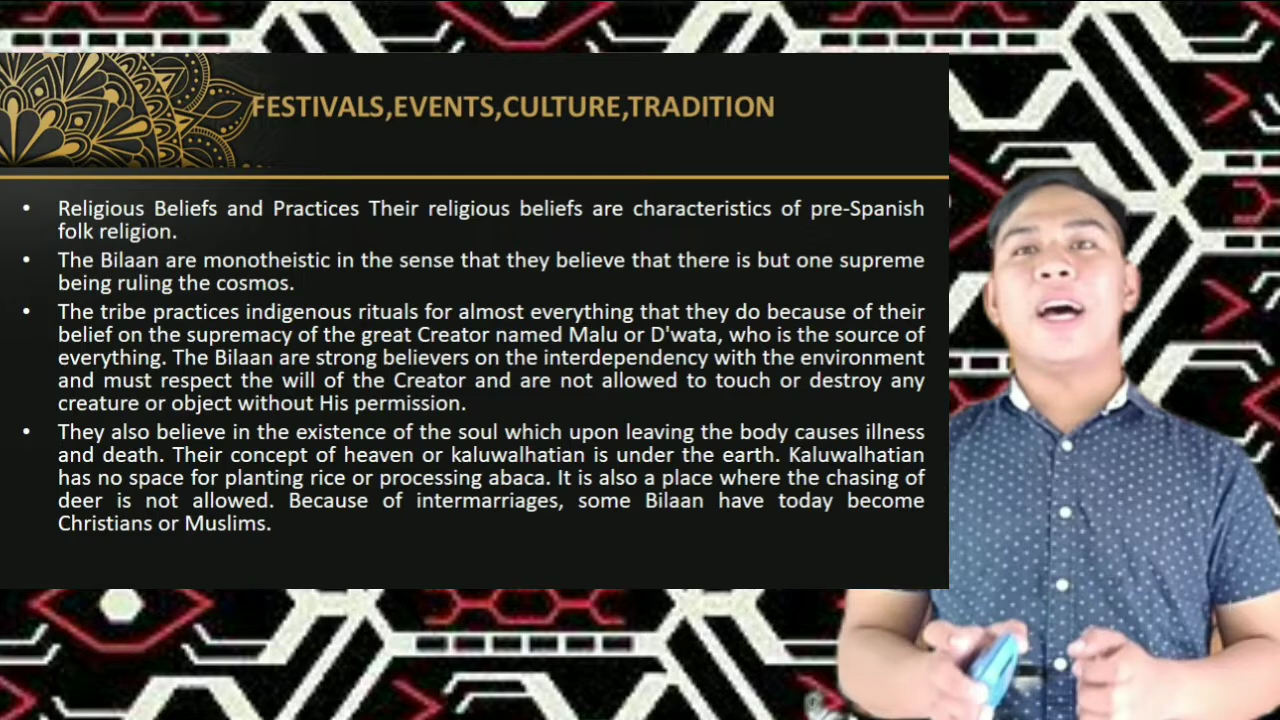 FESTIVALS,EVENTS,CULTURE,TRADITION
• Religious Beliefs and Practices Their religious beliefs are characteristics of pre-Spanish
folk religion.
• The Bilaan are monotheistic in the sense that they believe that there is but one supreme
being ruling the cosmos.
• The tribe practices indigenous rituals for almost everything that they do because of their
belief on the supremacy of the great Creator named Malu or D'wata, who is the source of
everything. The Bilaan are strong believers on the interdependency with the environment
and must respect the will of the Creator and are not allowed to touch or destroy any
creature or object without His permission.
• They also believe in the existence of the soul which upon leaving the body causes illness
and death. Their concept of heaven or kaluwalhatian is under the earth. Kaluwalhatian
has no space for planting rice or processing abaca. It is also a place where the chasing of
deer is not allowed. Because of intermarriages, some Bilaan have today become
Christians or Muslims.